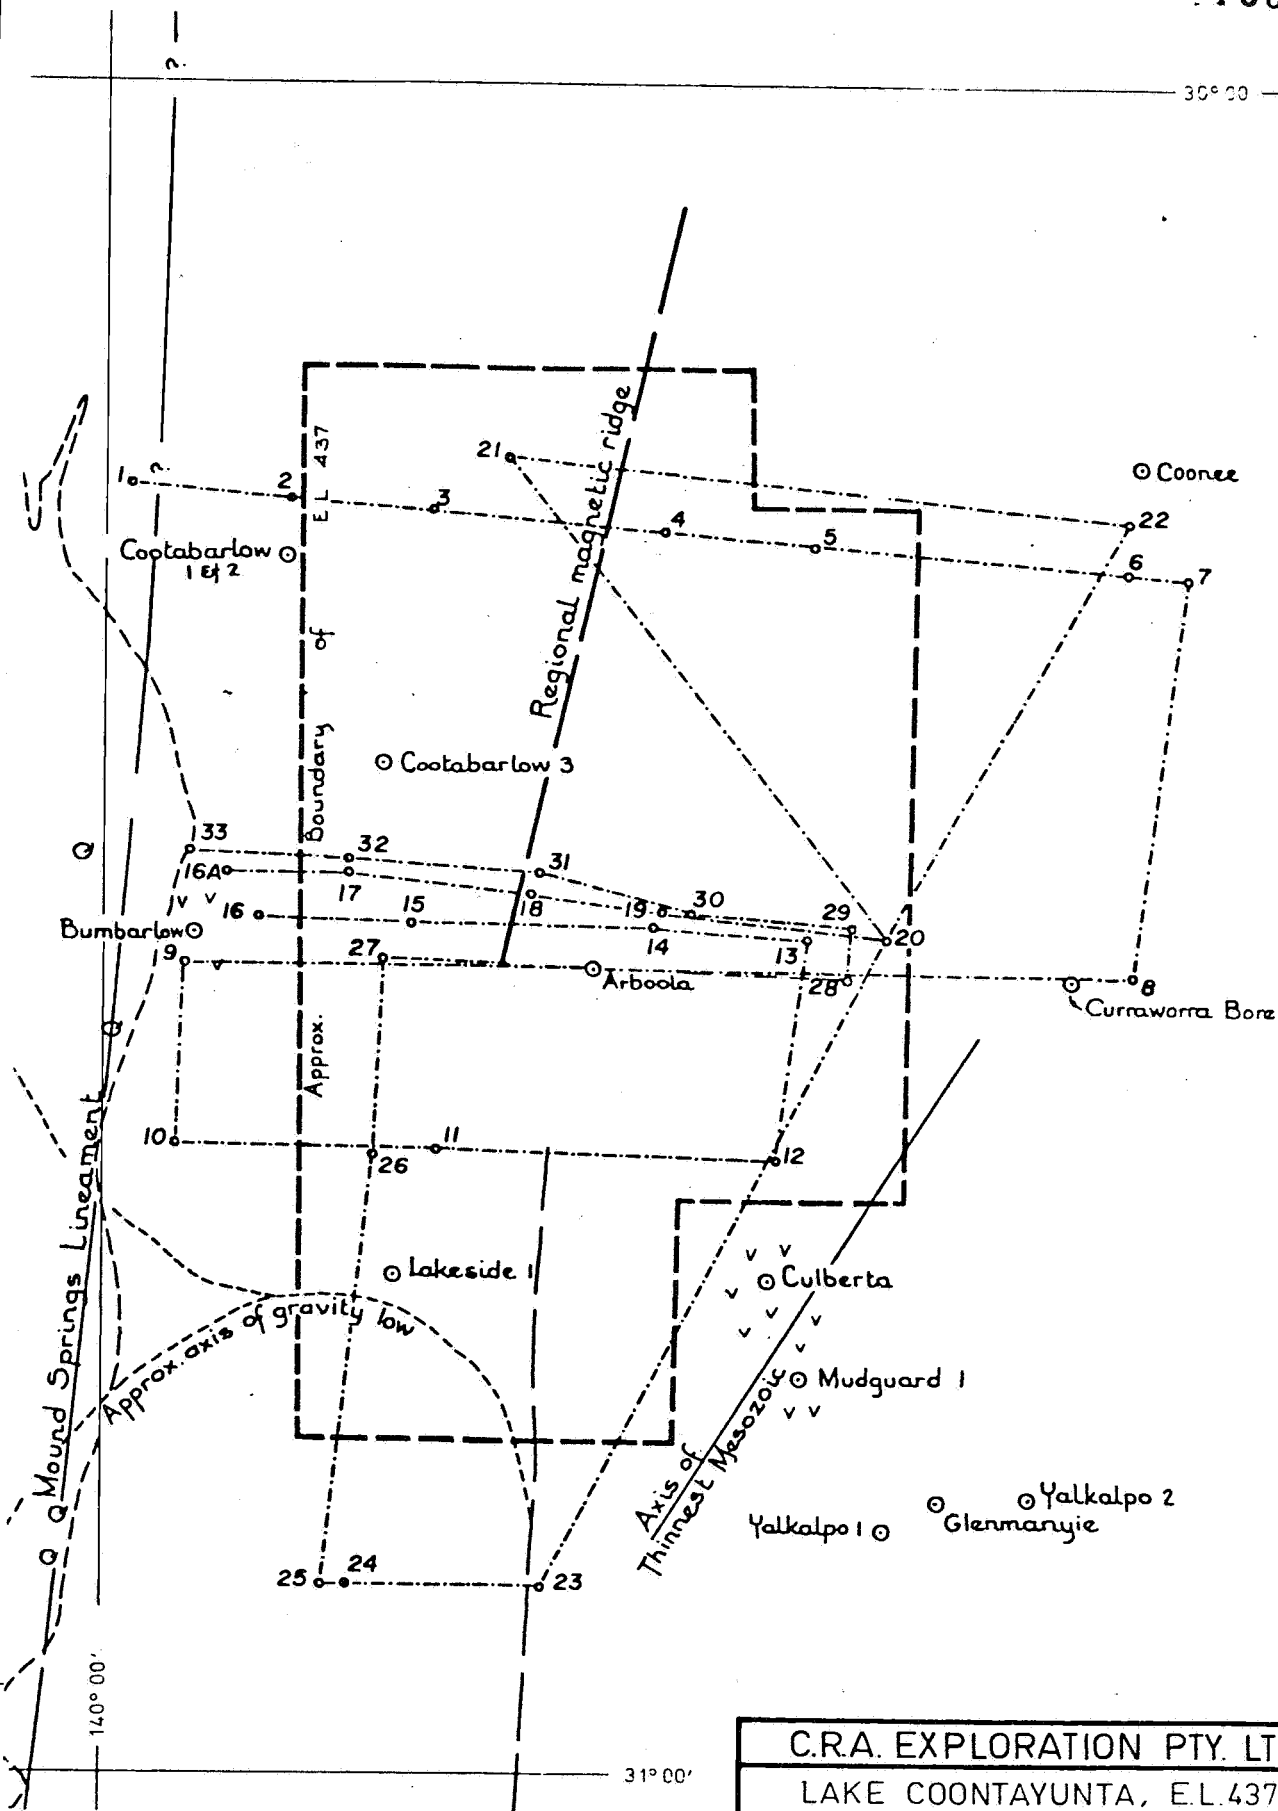 ?
30°00
21
Coonee
1
?
2
3
22
EL 437
4
5
Cootabarlow
1 & 2
6
7
Regional magnetic ridge
of
Boundary
Cootabarlow 3
33
32
31
Q
16A
17
18
19
30
29
16
15
14
13
20
Bumbarlow
9
27
Arboola
28
8
Currawarra Bore
Q
Approx.
10
11
26
12
Lakeside 1
Culberta
Approx. axis of gravity low
Mound Springs Lineament
Mudguard 1
Axis of
Thinnest Mesozoic
Q
Yalkalpo 2
Glenmanyie
Yalkalpo 1
Q
25
24
23
140°00'
31°00'
C.R.A. EXPLORATION PTY. LT
LAKE COONTAYUNTA, E.L.437